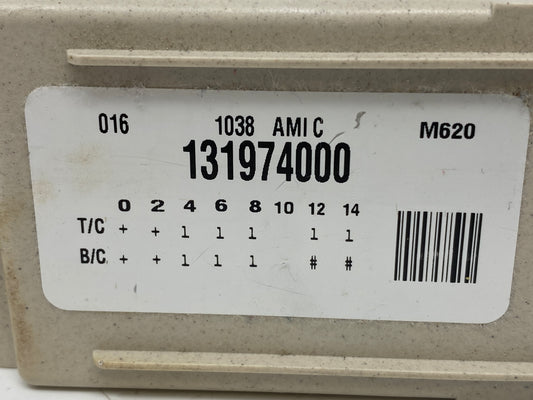 016 1038 AMI C M620
131974000
0 2 4 6 8 10 12 14
T/C + + 1 1 1 1 1
B/C + + 1 1 1 # #